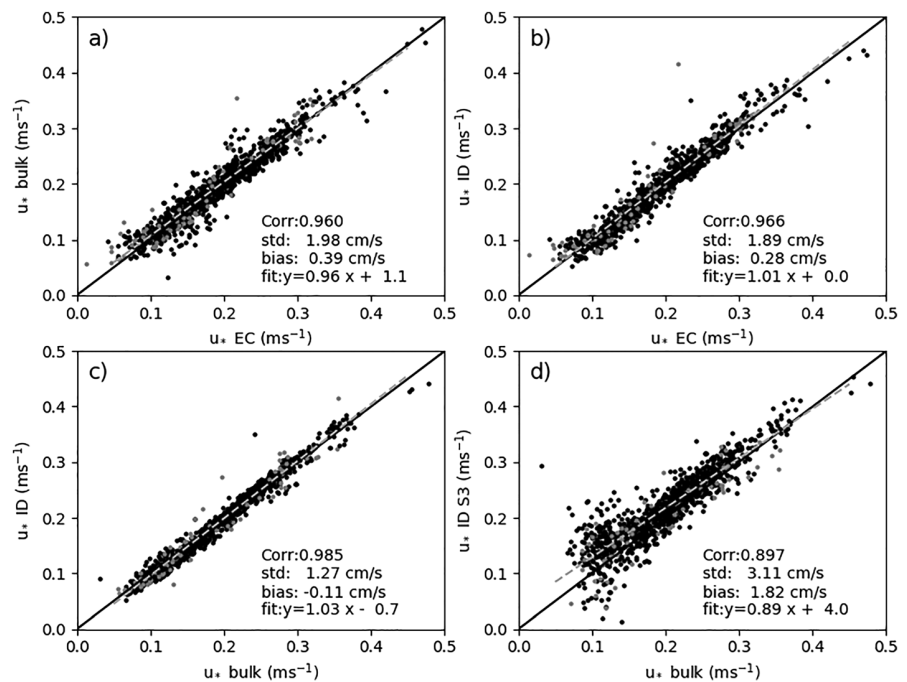 a)
0.5
0.4
0.3
0.2
0.1
0.0
u* bulk (ms⁻¹)
Corr:0.960
std: 1.98 cm/s
bias: 0.39 cm/s
fit:y=0.96 x + 1.1
0.0 0.1 0.2 0.3 0.4 0.5
u* EC (ms⁻¹)
b)
0.5
0.4
0.3
0.2
0.1
0.0
u* ID (ms⁻¹)
Corr:0.966
std: 1.89 cm/s
bias: 0.28 cm/s
fit:y=1.01 x + 0.0
0.0 0.1 0.2 0.3 0.4 0.5
u* EC (ms⁻¹)
c)
0.5
0.4
0.3
0.2
0.1
0.0
u* ID (ms⁻¹)
Corr:0.985
std: 1.27 cm/s
bias: -0.11 cm/s
fit:y=1.03 x - 0.7
0.0 0.1 0.2 0.3 0.4 0.5
u* bulk (ms⁻¹)
d)
0.5
0.4
0.3
0.2
0.1
0.0
u* ID S3 (ms⁻¹)
Corr:0.897
std: 3.11 cm/s
bias: 1.82 cm/s
fit:y=0.89 x + 4.0
0.0 0.1 0.2 0.3 0.4 0.5
u* bulk (ms⁻¹)